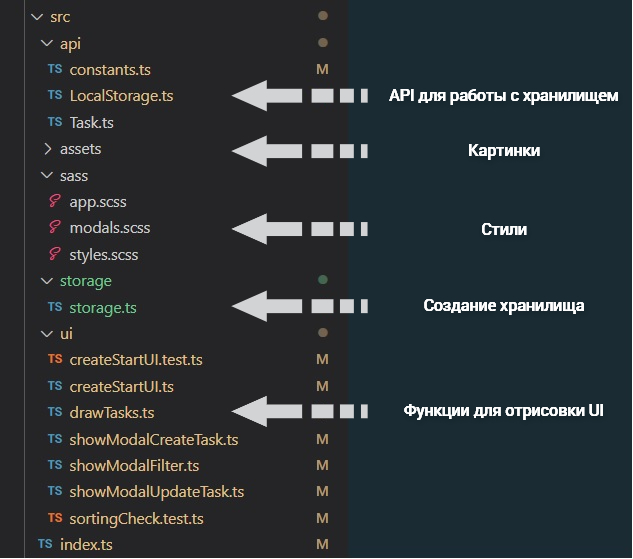 src
api
TS constants.ts M
TS LocalStorage.ts API для работы с хранилищем
TS Task.ts
assets Картинки
sass
app.scss
modals.scss Стили
styles.scss
storage
TS storage.ts Создание хранилища
ui
TS createStartUI.test.ts M
TS createStartUI.ts M
TS drawTasks.ts Функции для отрисовки UI
TS showModalCreateTask.ts M
TS showModalFilter.ts M
TS showModalUpdateTask.ts M
TS sortingCheck.test.ts M
TS index.ts M